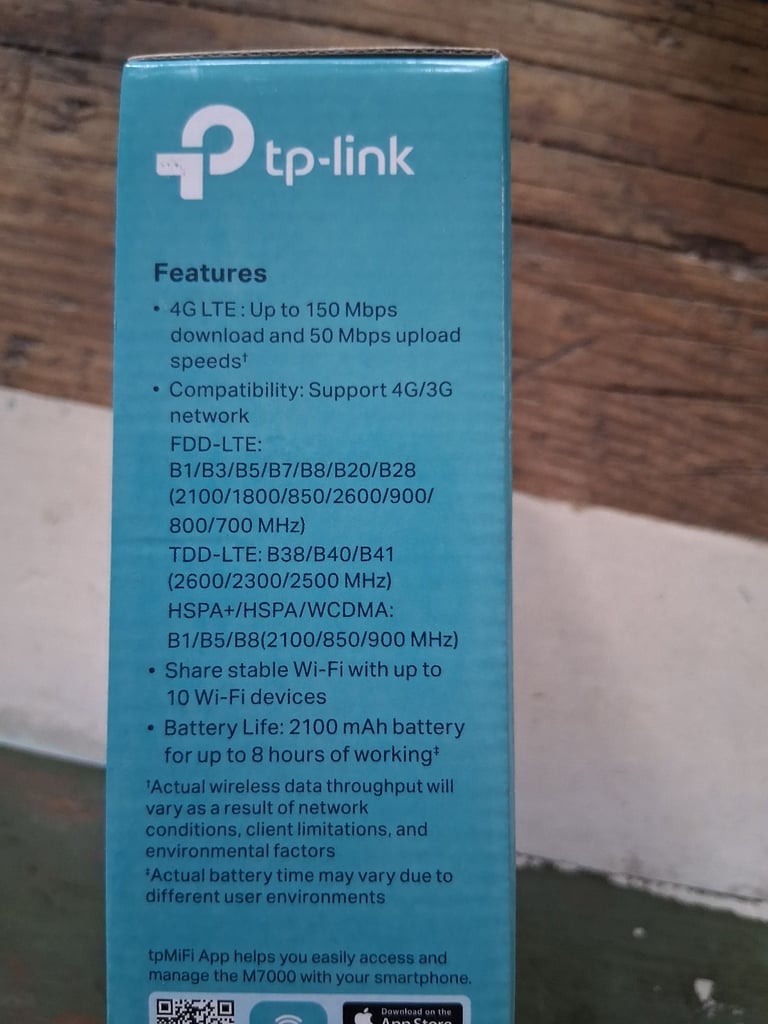 tp-link
Features
• 4G LTE : Up to 150 Mbps
download and 50 Mbps upload
speeds†
• Compatibility: Support 4G/3G
network
FDD-LTE:
B1/B3/B5/B7/B8/B20/B28
(2100/1800/850/2600/900/
800/700 MHz)
TDD-LTE: B38/B40/B41
(2600/2300/2500 MHz)
HSPA+/HSPA/WCDMA:
B1/B5/B8(2100/850/900 MHz)
• Share stable Wi-Fi with up to
10 Wi-Fi devices
• Battery Life: 2100 mAh battery
for up to 8 hours of working‡
†Actual wireless data throughput will
vary as a result of network
conditions, client limitations, and
environmental factors
‡Actual battery time may vary due to
different user environments
tpMiFi App helps you easily access and
manage the M7000 with your smartphone.
Download on the
App Store